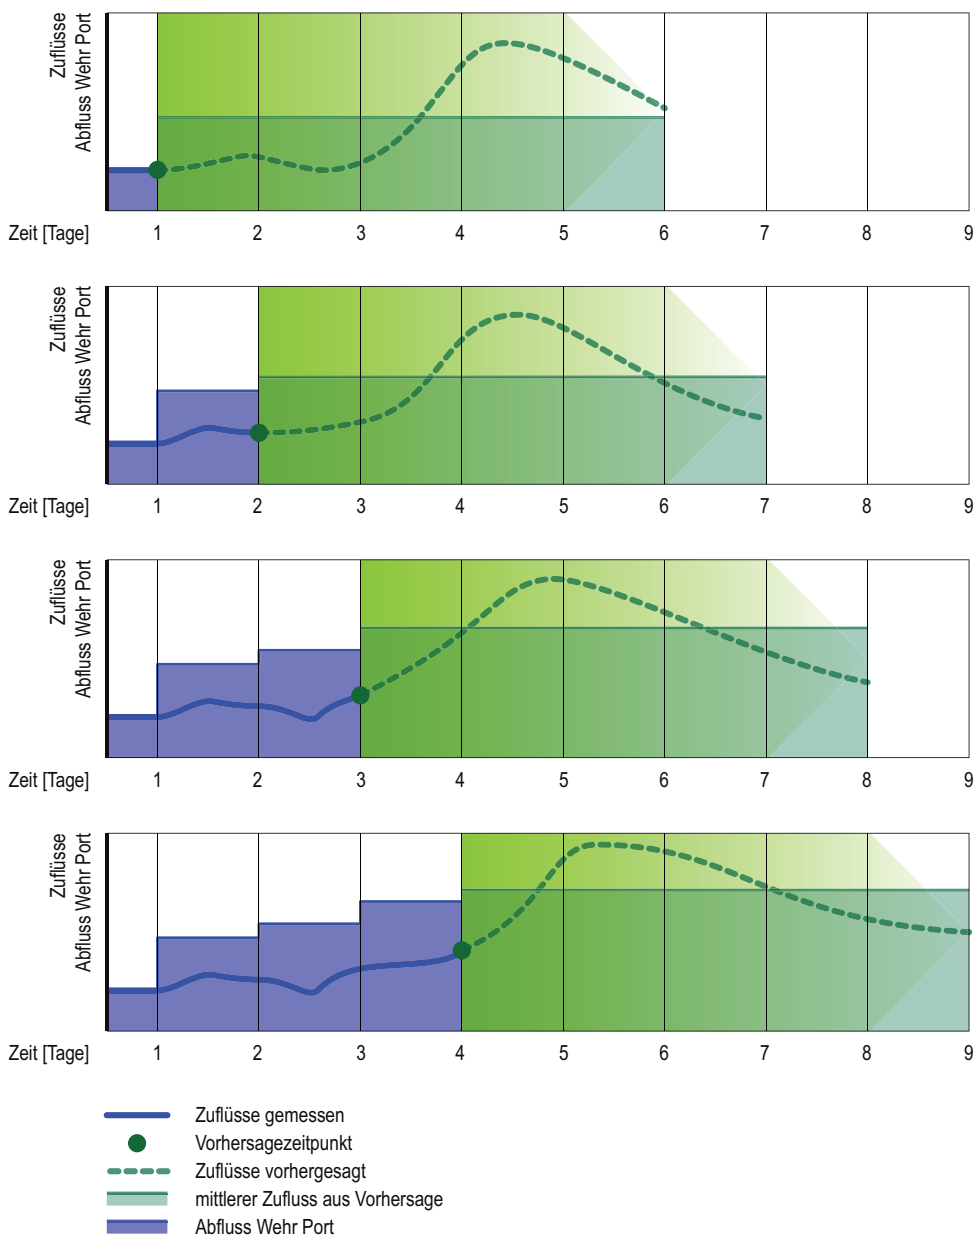 Zuflüsse
Abfluss Wehr Port
Zeit [Tage] 1 2 3 4 5 6 7 8 9
Zuflüsse
Abfluss Wehr Port
Zeit [Tage] 1 2 3 4 5 6 7 8 9
Zuflüsse
Abfluss Wehr Port
Zeit [Tage] 1 2 3 4 5 6 7 8 9
Zuflüsse
Abfluss Wehr Port
Zeit [Tage] 1 2 3 4 5 6 7 8 9
Zuflüsse gemessen
Vorhersagezeitpunkt
Zuflüsse vorhergesagt
mittlerer Zufluss aus Vorhersage
Abfluss Wehr Port